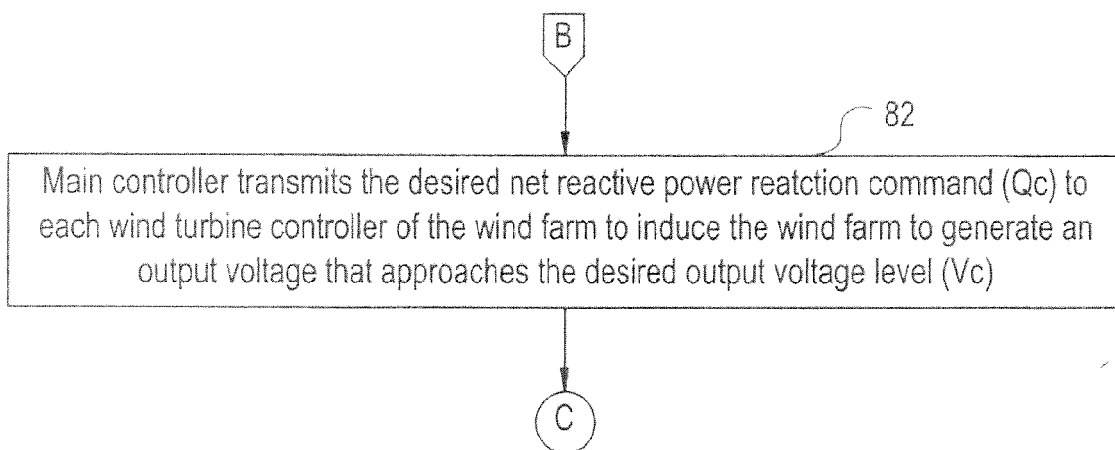 B
82
Main controller transmits the desired net reactive power reatction command (Qc) to
each wind turbine controller of the wind farm to induce the wind farm to generate an
output voltage that approaches the desired output voltage level (Vc)
C